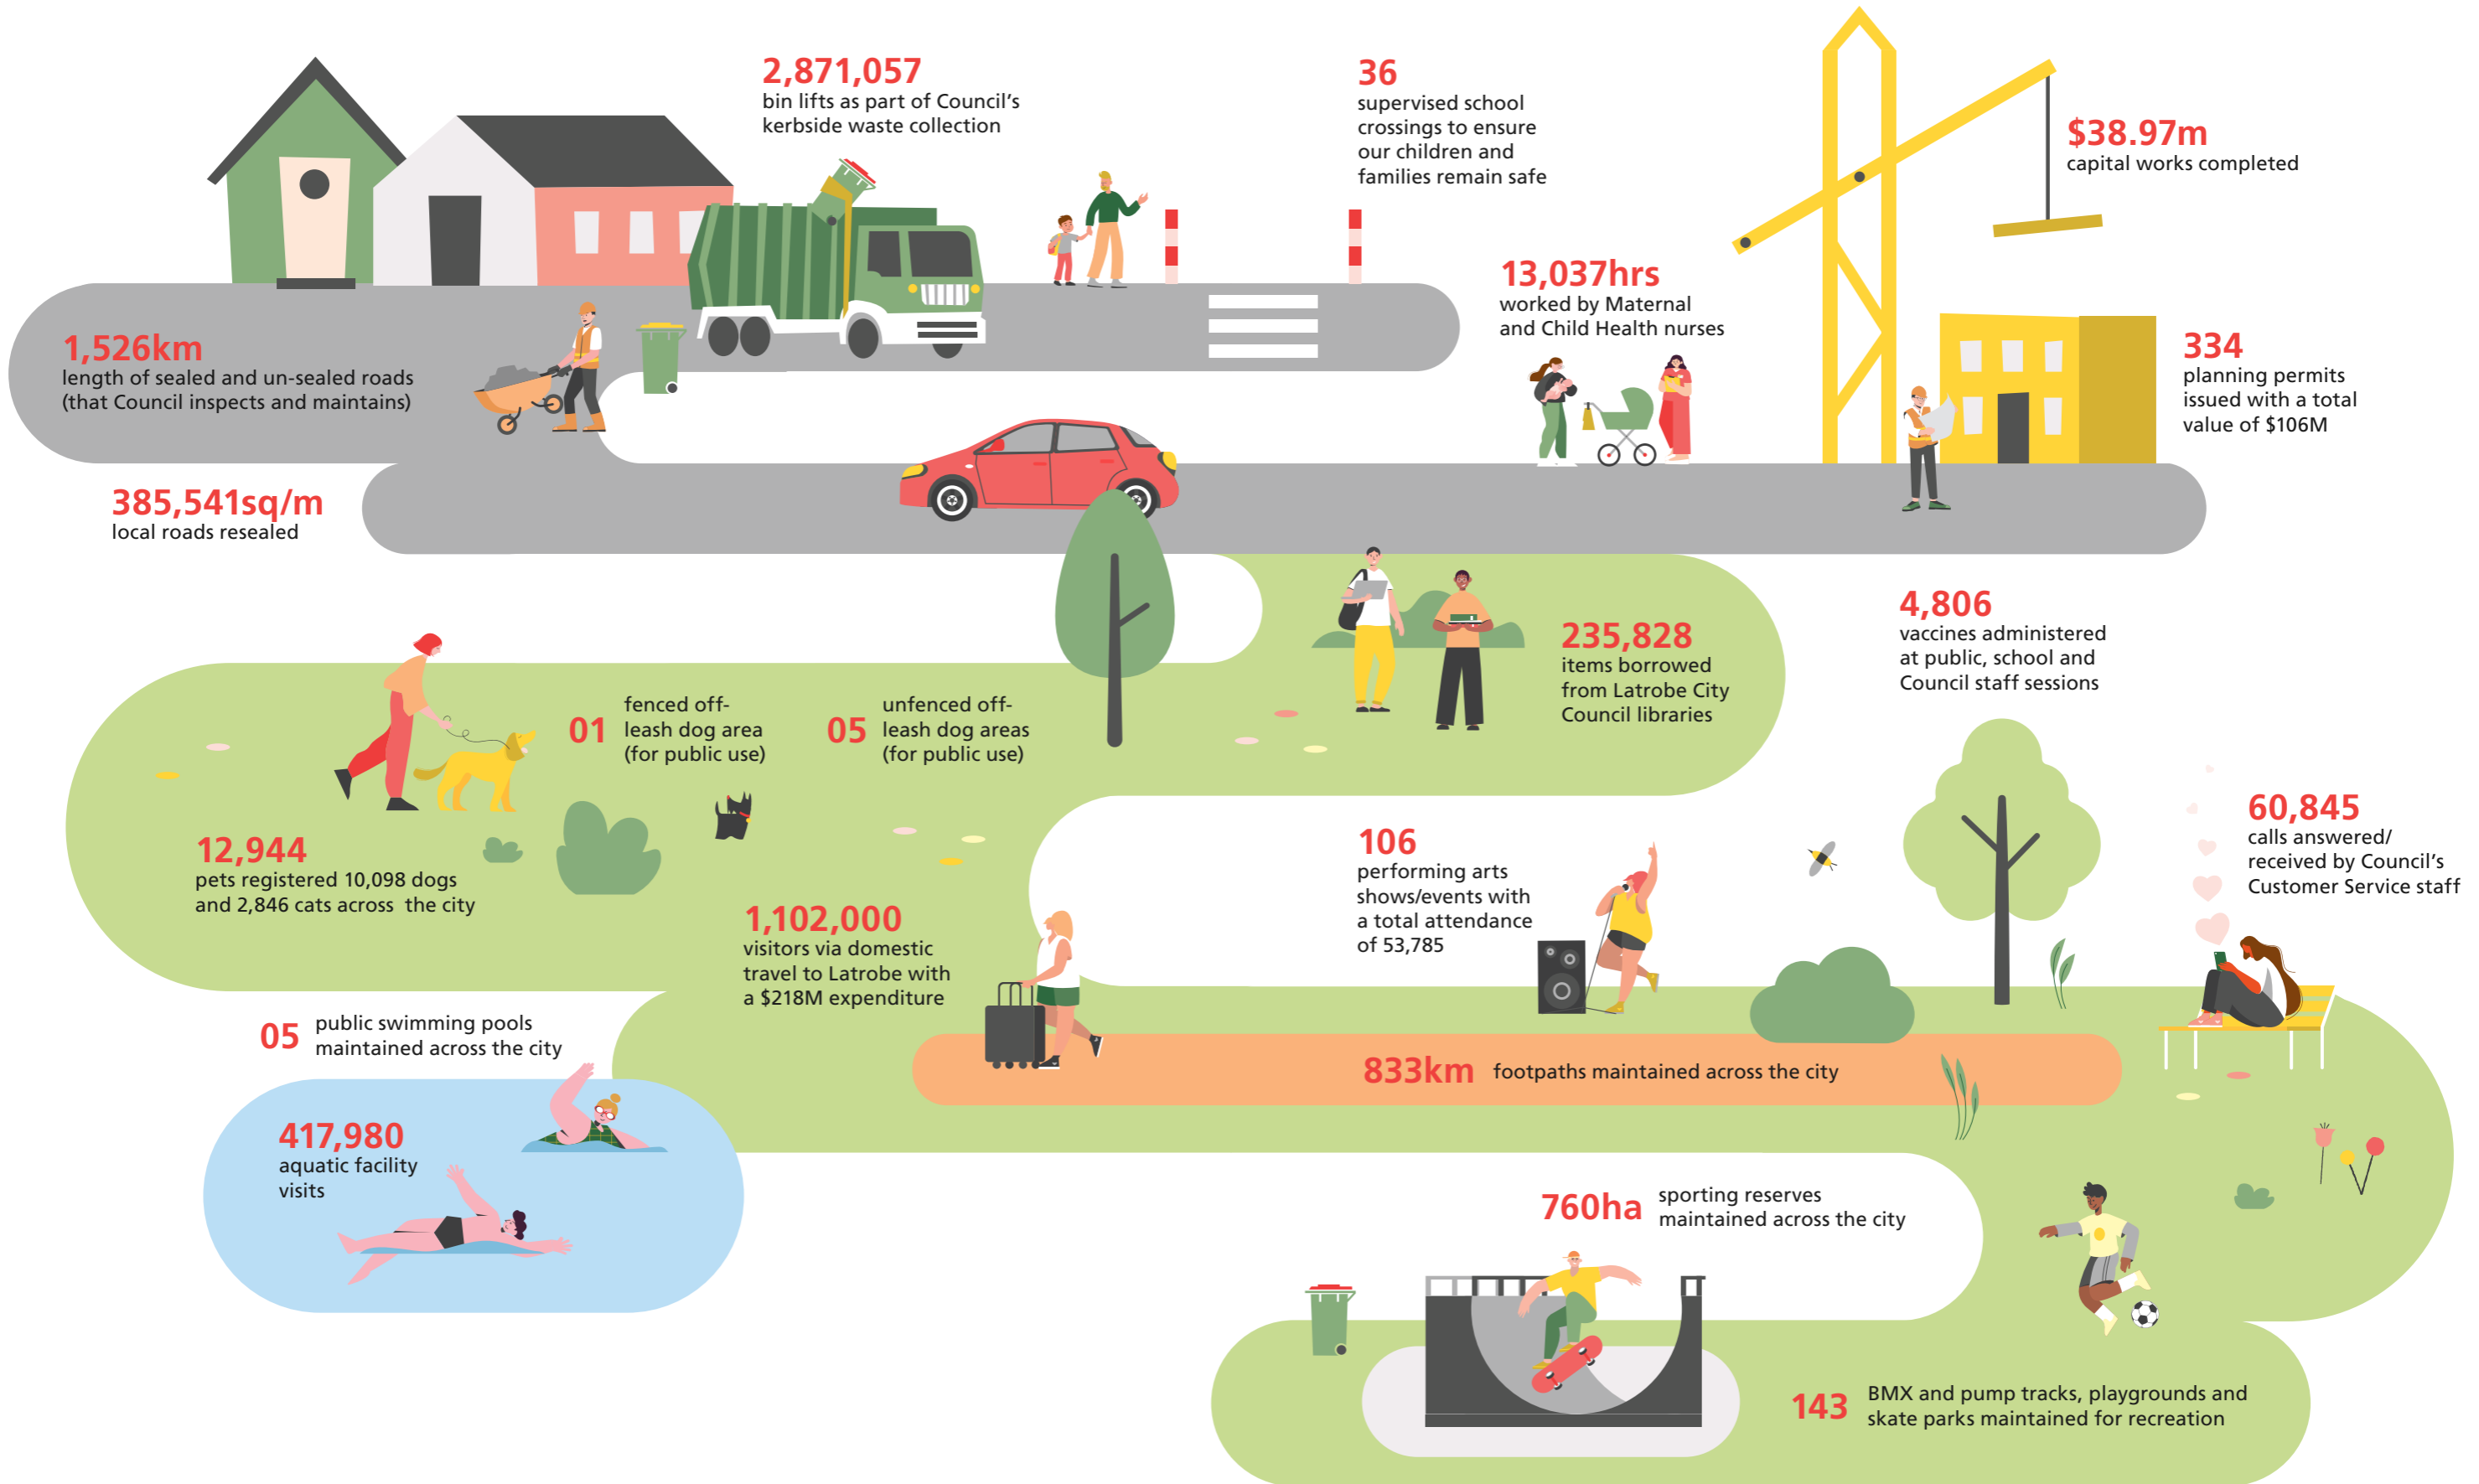 2,871,057
bin lifts as part of Council's
kerbside waste collection
36
supervised school
crossings to ensure
our children and
families remain safe
$38.97m
capital works completed
13,037hrs
worked by Maternal
and Child Health nurses
1,526km
length of sealed and un-sealed roads
(that Council inspects and maintains)
334
planning permits
issued with a total
value of $106M
385,541sq/m
local roads resealed
235,828
items borrowed
from Latrobe City
Council libraries
4,806
vaccines administered
at public, school and
Council staff sessions
01
fenced off-
leash dog area
(for public use)
05
unfenced off-
leash dog areas
(for public use)
12,944
pets registered 10,098 dogs
and 2,846 cats across the city
1,102,000
visitors via domestic
travel to Latrobe with
a $218M expenditure
106
performing arts
shows/events with
a total attendance
of 53,785
60,845
calls answered/
received by Council's
Customer Service staff
05
public swimming pools
maintained across the city
833km footpaths maintained across the city
417,980
aquatic facility
visits
760ha
sporting reserves
maintained across the city
143
BMX and pump tracks, playgrounds and
skate parks maintained for recreation